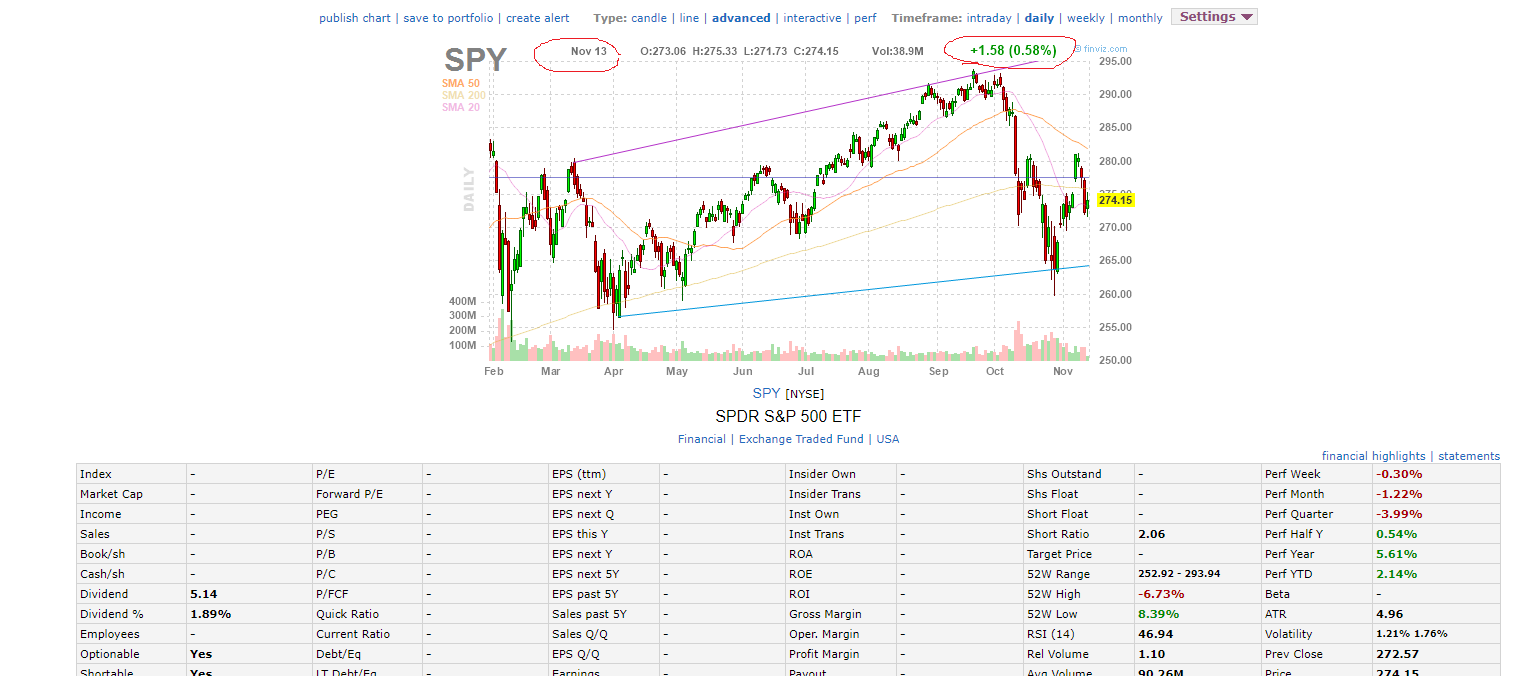 publish chart | save to portfolio | create alert Type: candle | line | advanced | interactive | perf Timeframe: intraday | daily | weekly | monthly Settings
SPY Nov 13 O:273.06 H:275.33 L:271.73 C:274.15 Vol:38.9M +1.58 (0.58%) © finviz.com
SMA 50
SMA 200
SMA 20
DAILY
295.00
290.00
285.00
280.00
275.00
274.15
270.00
265.00
260.00
255.00
250.00
400M
300M
200M
100M
Feb Mar Apr May Jun Jul Aug Sep Oct Nov
SPY [NYSE]
SPDR S&P 500 ETF
Financial | Exchange Traded Fund | USA
financial highlights | statements
Index - P/E - EPS (ttm) - Insider Own - Shs Outstand - Perf Week -0.30%
Market Cap - Forward P/E - EPS next Y - Insider Trans - Shs Float - Perf Month -1.22%
Income - PEG - EPS next Q - Inst Own - Short Float - Perf Quarter -3.99%
Sales - P/S - EPS this Y - Inst Trans - Short Ratio 2.06 Perf Half Y 0.54%
Book/sh - P/B - EPS next Y - ROA - Target Price - Perf Year 5.61%
Cash/sh - P/C - EPS next 5Y - ROE - 52W Range 252.92 - 293.94 Perf YTD 2.14%
Dividend 5.14 P/FCF - EPS past 5Y - ROI - 52W High -6.73% Beta -
Dividend % 1.89% Quick Ratio - Sales past 5Y - Gross Margin - 52W Low 8.39% ATR 4.96
Employees - Current Ratio - Sales Q/Q - Oper. Margin - RSI (14) 46.94 Volatility 1.21% 1.76%
Optionable Yes Debt/Eq - EPS Q/Q - Profit Margin - Rel Volume 1.10 Prev Close 272.57
Shortable Yes LT Debt/Eq - Earnings - Payout - Avg Volume 90.26M Price 274.15